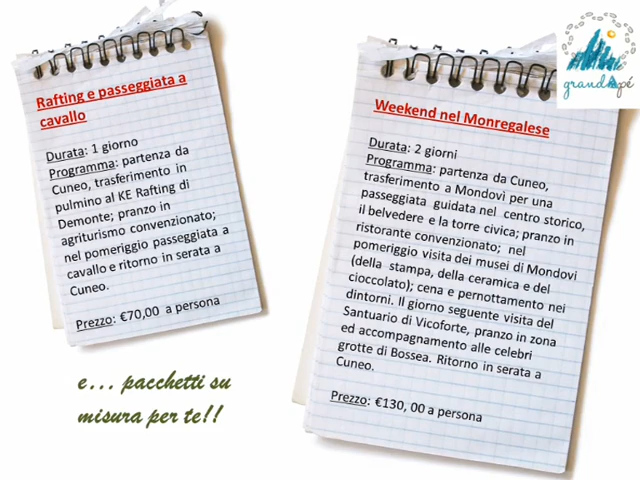 Rafting e passeggiata a
cavallo
Durata: 1 giorno
Programma: partenza da
Cuneo, trasferimento in
pulmino al KE Rafting di
Demonte; pranzo in
agriturismo convenzionato;
nel pomeriggio passeggiata a
cavallo e ritorno in serata a
Cuneo.
Prezzo: €70,00 a persona
e... pacchetti su
misura per te!!
grandapé
Weekend nel Monregalese
Durata: 2 giorni
Programma: partenza da Cuneo,
trasferimento a Mondovì per una
passeggiata guidata nel centro storico,
il belvedere e la torre civica; pranzo in
ristorante convenzionato; nel
pomeriggio visita dei musei di Mondovì
(della stampa, della ceramica e del
cioccolato); cena e pernottamento nei
dintorni. Il giorno seguente visita del
Santuario di Vicoforte, pranzo in zona
ed accompagnamento alle celebri
grotte di Bossea. Ritorno in serata a
Cuneo.
Prezzo: €130, 00 a persona